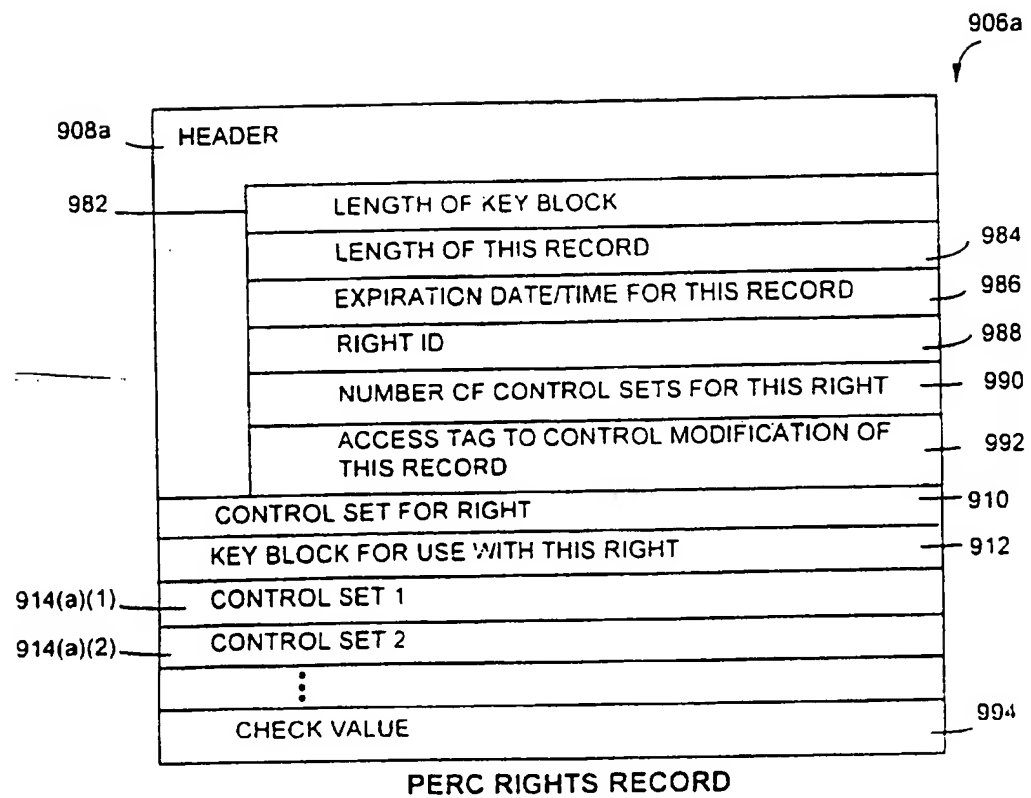 906a
908a
HEADER
982
LENGTH OF KEY BLOCK
LENGTH OF THIS RECORD
984
EXPIRATION DATE/TIME FOR THIS RECORD
986
RIGHT ID
988
NUMBER OF CONTROL SETS FOR THIS RIGHT
990
ACCESS TAG TO CONTROL MODIFICATION OF
THIS RECORD
992
CONTROL SET FOR RIGHT
910
KEY BLOCK FOR USE WITH THIS RIGHT
912
914(a)(1)
CONTROL SET 1
914(a)(2)
CONTROL SET 2
CHECK VALUE
994
PERC RIGHTS RECORD